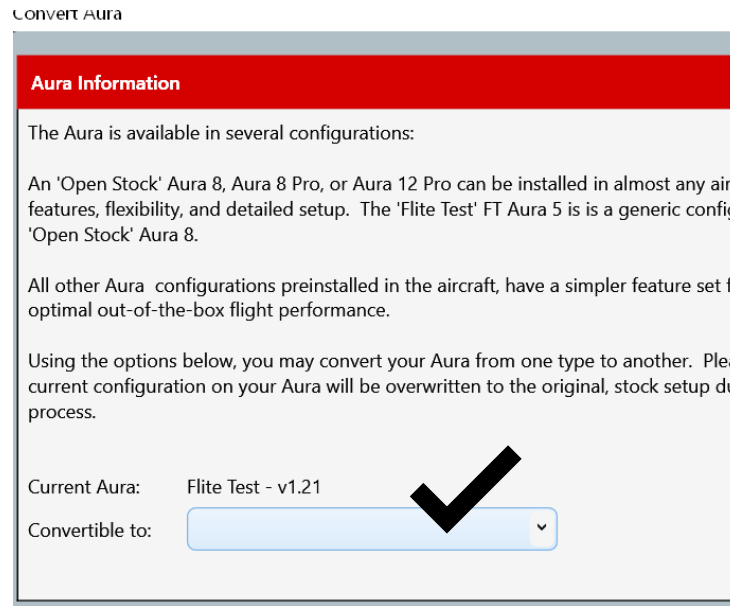 Convert Aura
Aura Information
The Aura is available in several configurations:
An 'Open Stock' Aura 8, Aura 8 Pro, or Aura 12 Pro can be installed in almost any
features, flexibility, and detailed setup. The 'Flite Test' FT Aura 5 is is a generic
'Open Stock' Aura 8.
All other Aura configurations preinstalled in the aircraft, have a simpler feature set
optimal out-of-the-box flight performance.
Using the options below, you may convert your Aura from one type to another.
current configuration on your Aura will be overwritten to the original, stock setup
process.
Current Aura: Flite Test - v1.21
Convertible to: